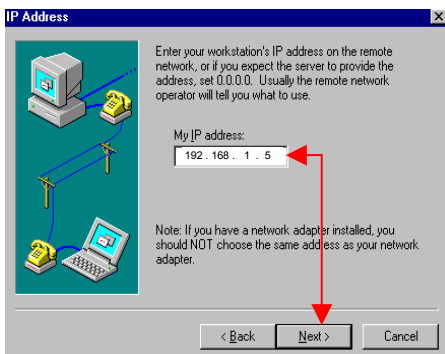 IP Address
Enter your workstation's IP address on the remote
network, or if you expect the server to provide the
address, set 0.0.0.0. Usually the remote network
operator will tell you what to use.
My IP address:
192 . 168 . 1 . 5
Note: If you have a network adapter installed, you
should NOT choose the same address as your network
adapter.
< Back
Next >
Cancel